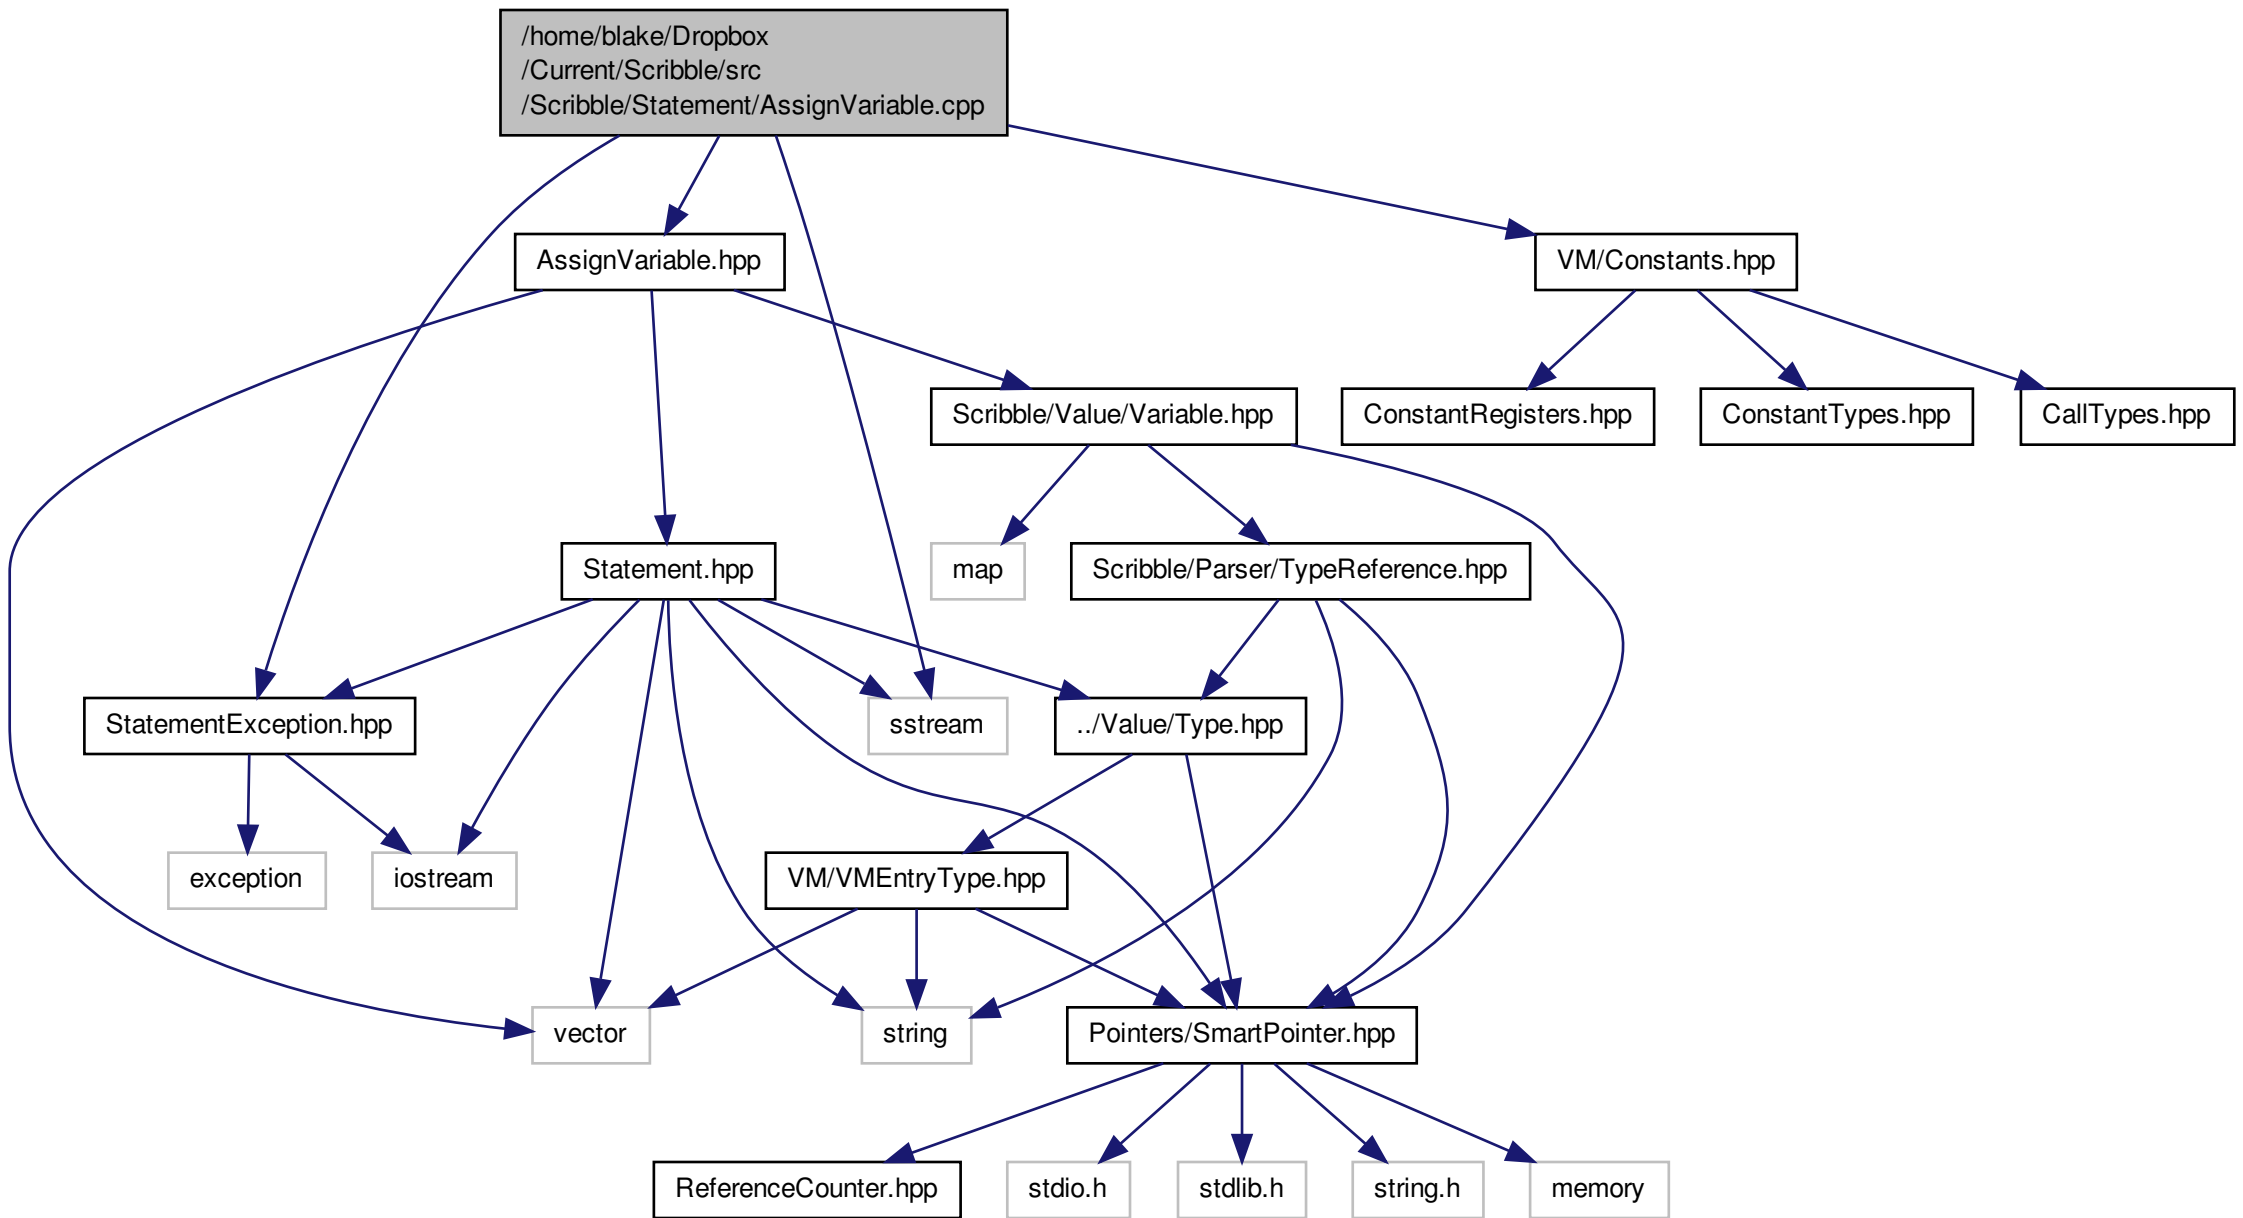 /home/blake/Dropbox
/Current/Scribble/src
/Scribble/Statement/AssignVariable.cpp
AssignVariable.hpp
VM/Constants.hpp
Scribble/Value/Variable.hpp
ConstantRegisters.hpp
ConstantTypes.hpp
CallTypes.hpp
Statement.hpp
map
Scribble/Parser/TypeReference.hpp
StatementException.hpp
sstream
../Value/Type.hpp
exception
iostream
VM/VMEntryType.hpp
vector
string
Pointers/SmartPointer.hpp
ReferenceCounter.hpp
stdio.h
stdlib.h
string.h
memory